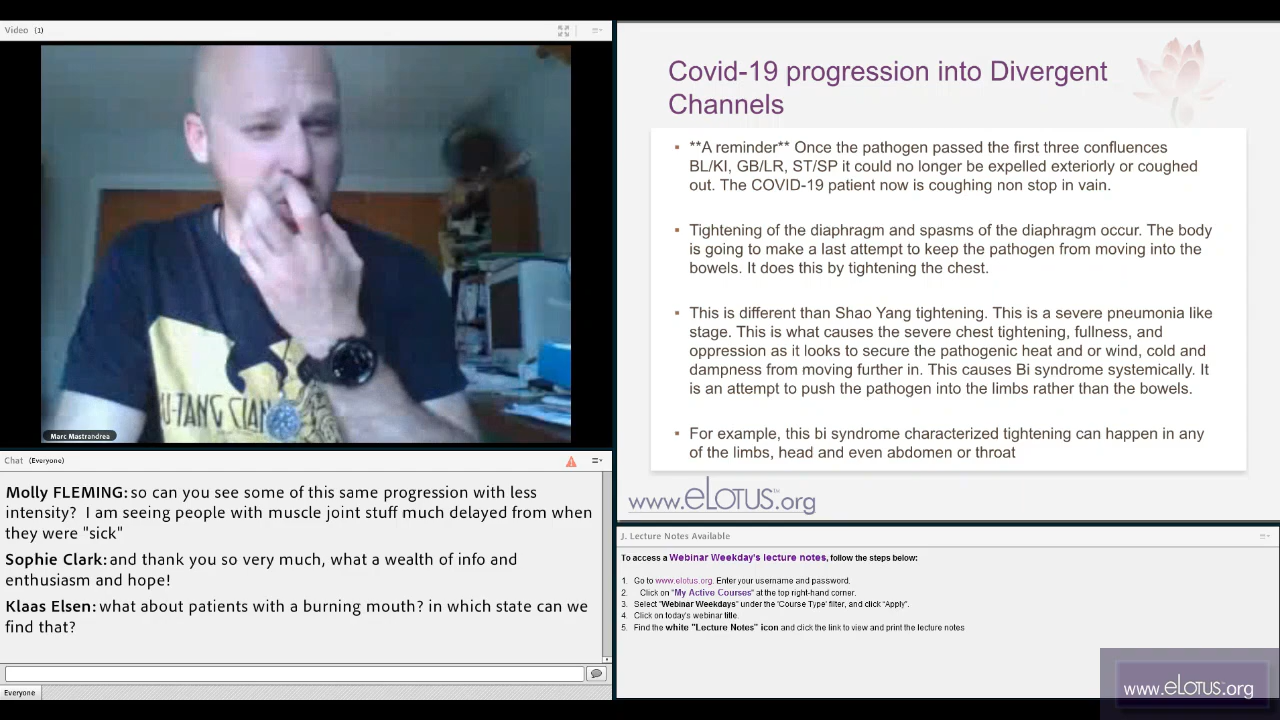 Video (1)
WU-TANG CLAN
Marc Mastrandrea
Chat (Everyone)
Molly FLEMING: so can you see some of this same progression with less
intensity? I am seeing people with muscle joint stuff much delayed from when
they were "sick"
Sophie Clark: and thank you so very much, what a wealth of info and
enthusiasm and hope!
Klaas Elsen: what about patients with a burning mouth? in which state can we
find that?
Everyone
Covid-19 progression into Divergent
Channels
▪ **A reminder** Once the pathogen passed the first three confluences
BL/KI, GB/LR, ST/SP it could no longer be expelled exteriorly or coughed
out. The COVID-19 patient now is coughing non stop in vain.
▪ Tightening of the diaphragm and spasms of the diaphragm occur. The body
is going to make a last attempt to keep the pathogen from moving into the
bowels. It does this by tightening the chest.
▪ This is different than Shao Yang tightening. This is a severe pneumonia like
stage. This is what causes the severe chest tightening, fullness, and
oppression as it looks to secure the pathogenic heat and or wind, cold and
dampness from moving further in. This causes Bi syndrome systemically. It
is an attempt to push the pathogen into the limbs rather than the bowels.
▪ For example, this bi syndrome characterized tightening can happen in any
of the limbs, head and even abdomen or throat
www.eLOTUS.org
J. Lecture Notes Available
To access a Webinar Weekday's lecture notes, follow the steps below:
1. Go to www.elotus.org. Enter your username and password.
2. Click on "My Active Courses" at the top right-hand corner.
3. Select "Webinar Weekdays" under the 'Course Type' filter, and click "Apply".
4. Click on today's webinar title.
5. Find the white "Lecture Notes" icon and click the link to view and print the lecture notes
www.eLOTUS.org